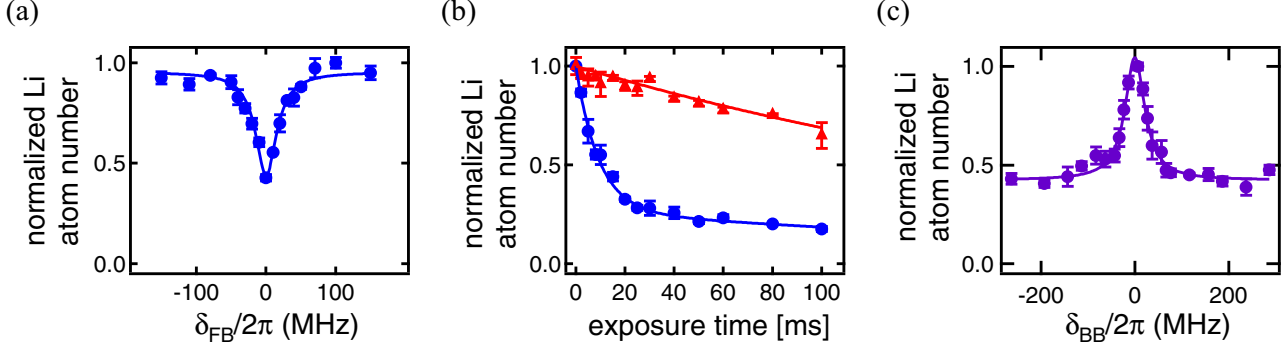 (a)
normalized Li
atom number
1.0
0.5
0.0
-100
0
100
δFB/2π (MHz)
(b)
normalized Li
atom number
1.0
0.5
0.0
0
20
40
60
80
100
exposure time [ms]
(c)
normalized Li
atom number
1.0
0.5
0.0
-200
0
200
δBB/2π (MHz)